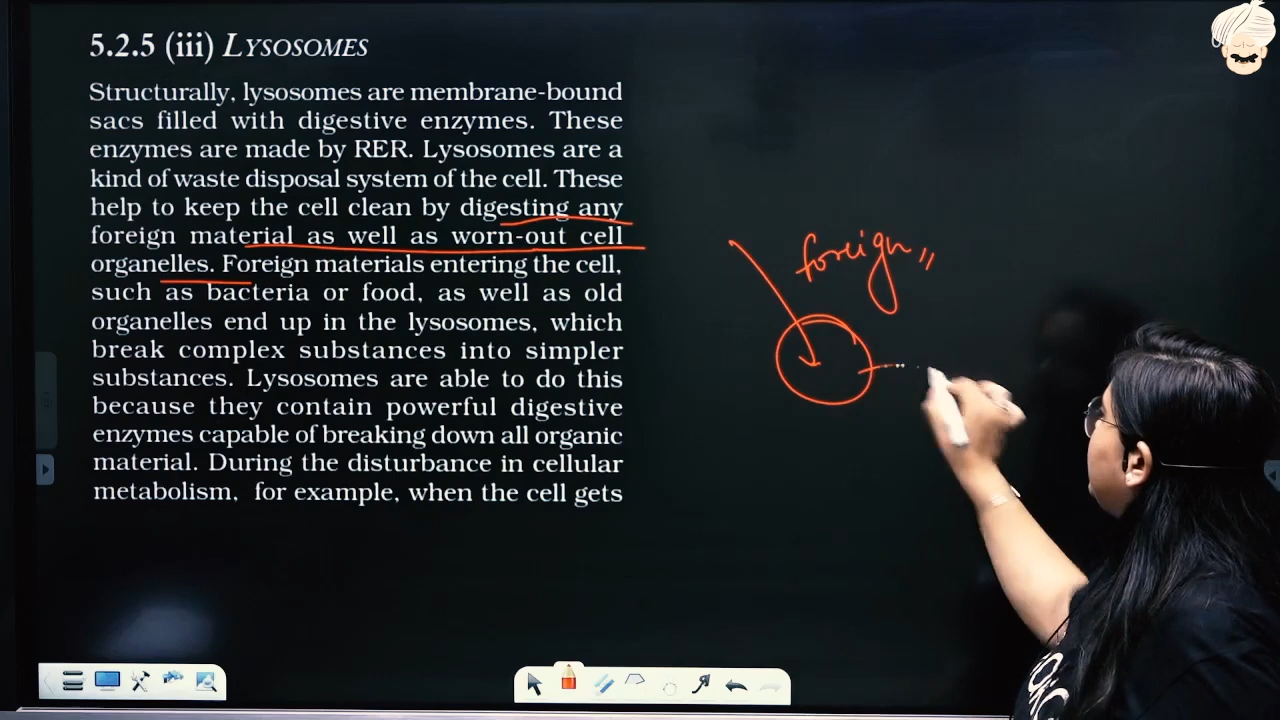 5.2.5 (iii) LYSOSOMES
Structurally, lysosomes are membrane-bound
sacs filled with digestive enzymes. These
enzymes are made by RER. Lysosomes are a
kind of waste disposal system of the cell. These
help to keep the cell clean by digesting any
foreign material as well as worn-out cell
organelles. Foreign materials entering the cell,
such as bacteria or food, as well as old
organelles end up in the lysosomes, which
break complex substances into simpler
substances. Lysosomes are able to do this
because they contain powerful digestive
enzymes capable of breaking down all organic
material. During the disturbance in cellular
metabolism, for example, when the cell gets
foreign